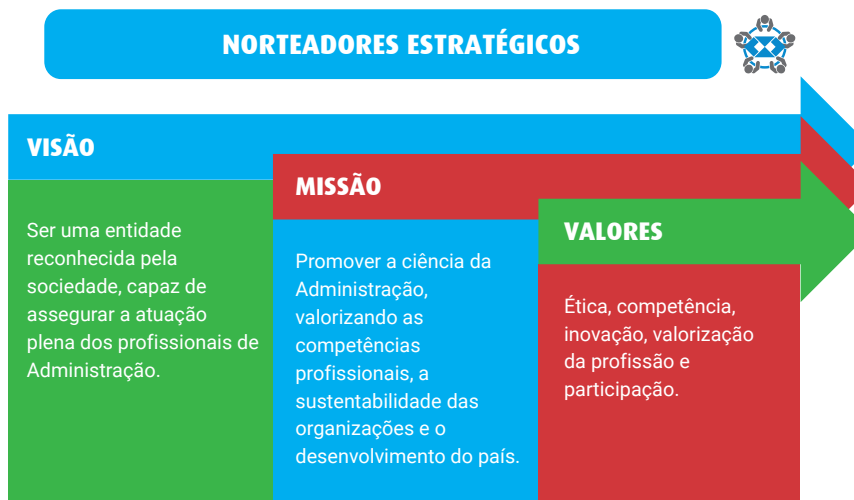 NORTEADORES ESTRATÉGICOS
VISÃO
Ser uma entidade
reconhecida pela
sociedade, capaz de
assegurar a atuação
plena dos profissionais de
Administração.
MISSÃO
Promover a ciência da
Administração,
valorizando as
competências
profissionais, a
sustentabilidade das
organizações e o
desenvolvimento do país.
VALORES
Ética, competência,
inovação, valorização
da profissão e
participação.